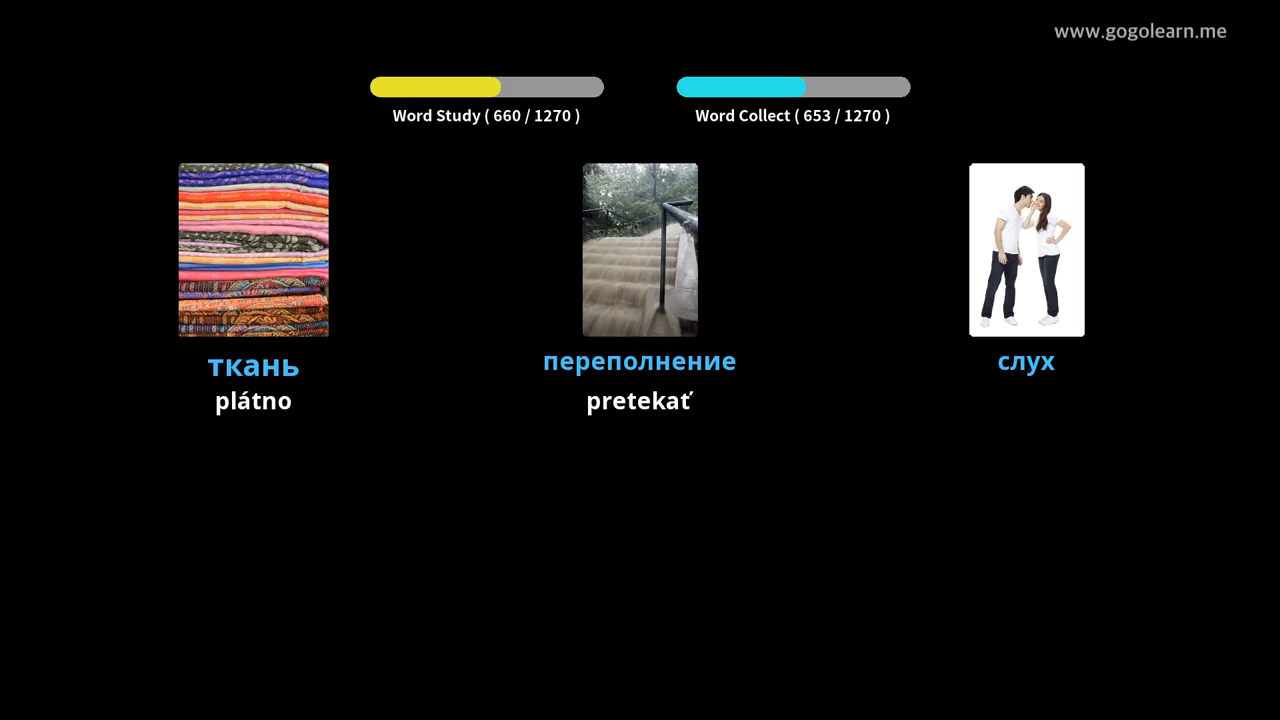 www.gogolearn.me
Word Study ( 660 / 1270 )
Word Collect ( 653 / 1270 )
ткань
plátno
переполнение
pretekať
слух